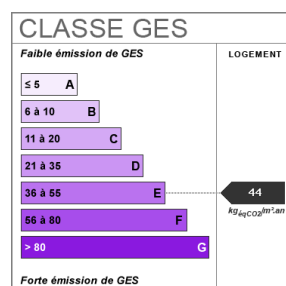 CLASSE GES
Faible émission de GES
LOGEMENT
≤ 5 A
6 à 10 B
11 à 20 C
21 à 35 D
36 à 55 E
44
kgéqCO2/m².an
56 à 80 F
> 80 G
Forte émission de GES